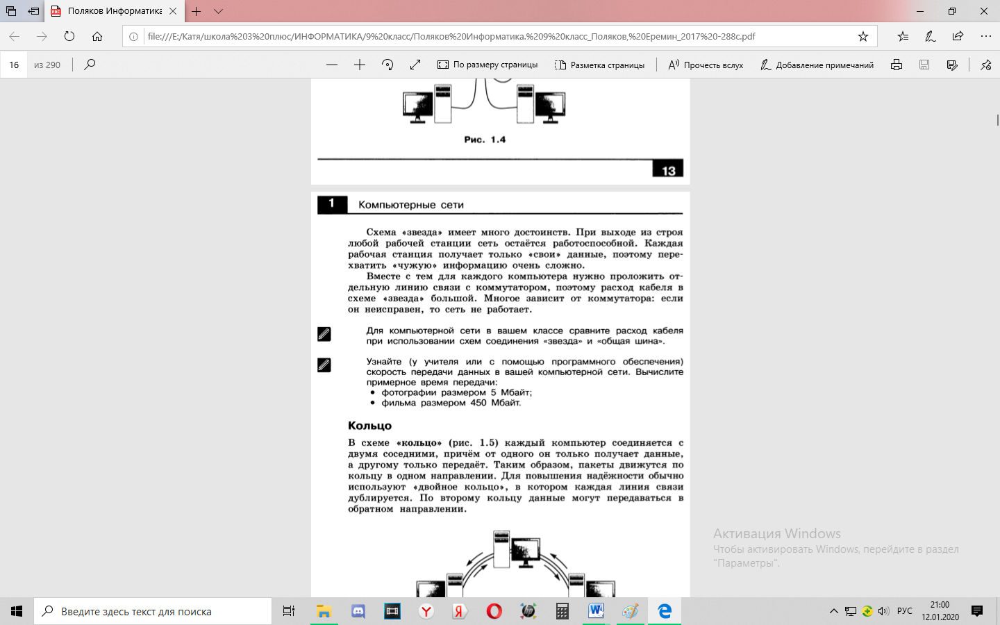 Поляков Информатика
file:///E:/Катя/школа%203%20плюс/ИНФОРМАТИКА/9%20класс/Поляков%20Информатика.%209%20класс_Поляков,%20Еремин_2017%20-288с.pdf
16 из 290 По размеру страницы Разметка страницы Прочесть вслух Добавление примечаний
Рис. 1.4
13
1 Компьютерные сети
Схема «звезда» имеет много достоинств. При выходе из строя
любой рабочей станции сеть остаётся работоспособной. Каждая
рабочая станция получает только «свои» данные, поэтому пере-
хватить «чужую» информацию очень сложно.
Вместе с тем для каждого компьютера нужно проложить от-
дельную линию связи с коммутатором, поэтому расход кабеля в
схеме «звезда» большой. Многое зависит от коммутатора: если
он неисправен, то сеть не работает.
Для компьютерной сети в вашем классе сравните расход кабеля
при использовании схем соединения «звезда» и «общая шина».
Узнайте (у учителя или с помощью программного обеспечения)
скорость передачи данных в вашей компьютерной сети. Вычислите
примерное время передачи:
• фотографии размером 5 Мбайт;
• фильма размером 450 Мбайт.
Кольцо
В схеме «кольцо» (рис. 1.5) каждый компьютер соединяется с
двумя соседними, причём от одного он только получает данные,
а другому только передаёт. Таким образом, пакеты движутся по
кольцу в одном направлении. Для повышения надёжности обычно
используют «двойное кольцо», в котором каждая линия связи
дублируется. По второму кольцу данные могут передаваться в
обратном направлении.
Активация Windows
Чтобы активировать Windows, перейдите в раздел
"Параметры".
Введите здесь текст для поиска
РУС
21:00
12.01.2020